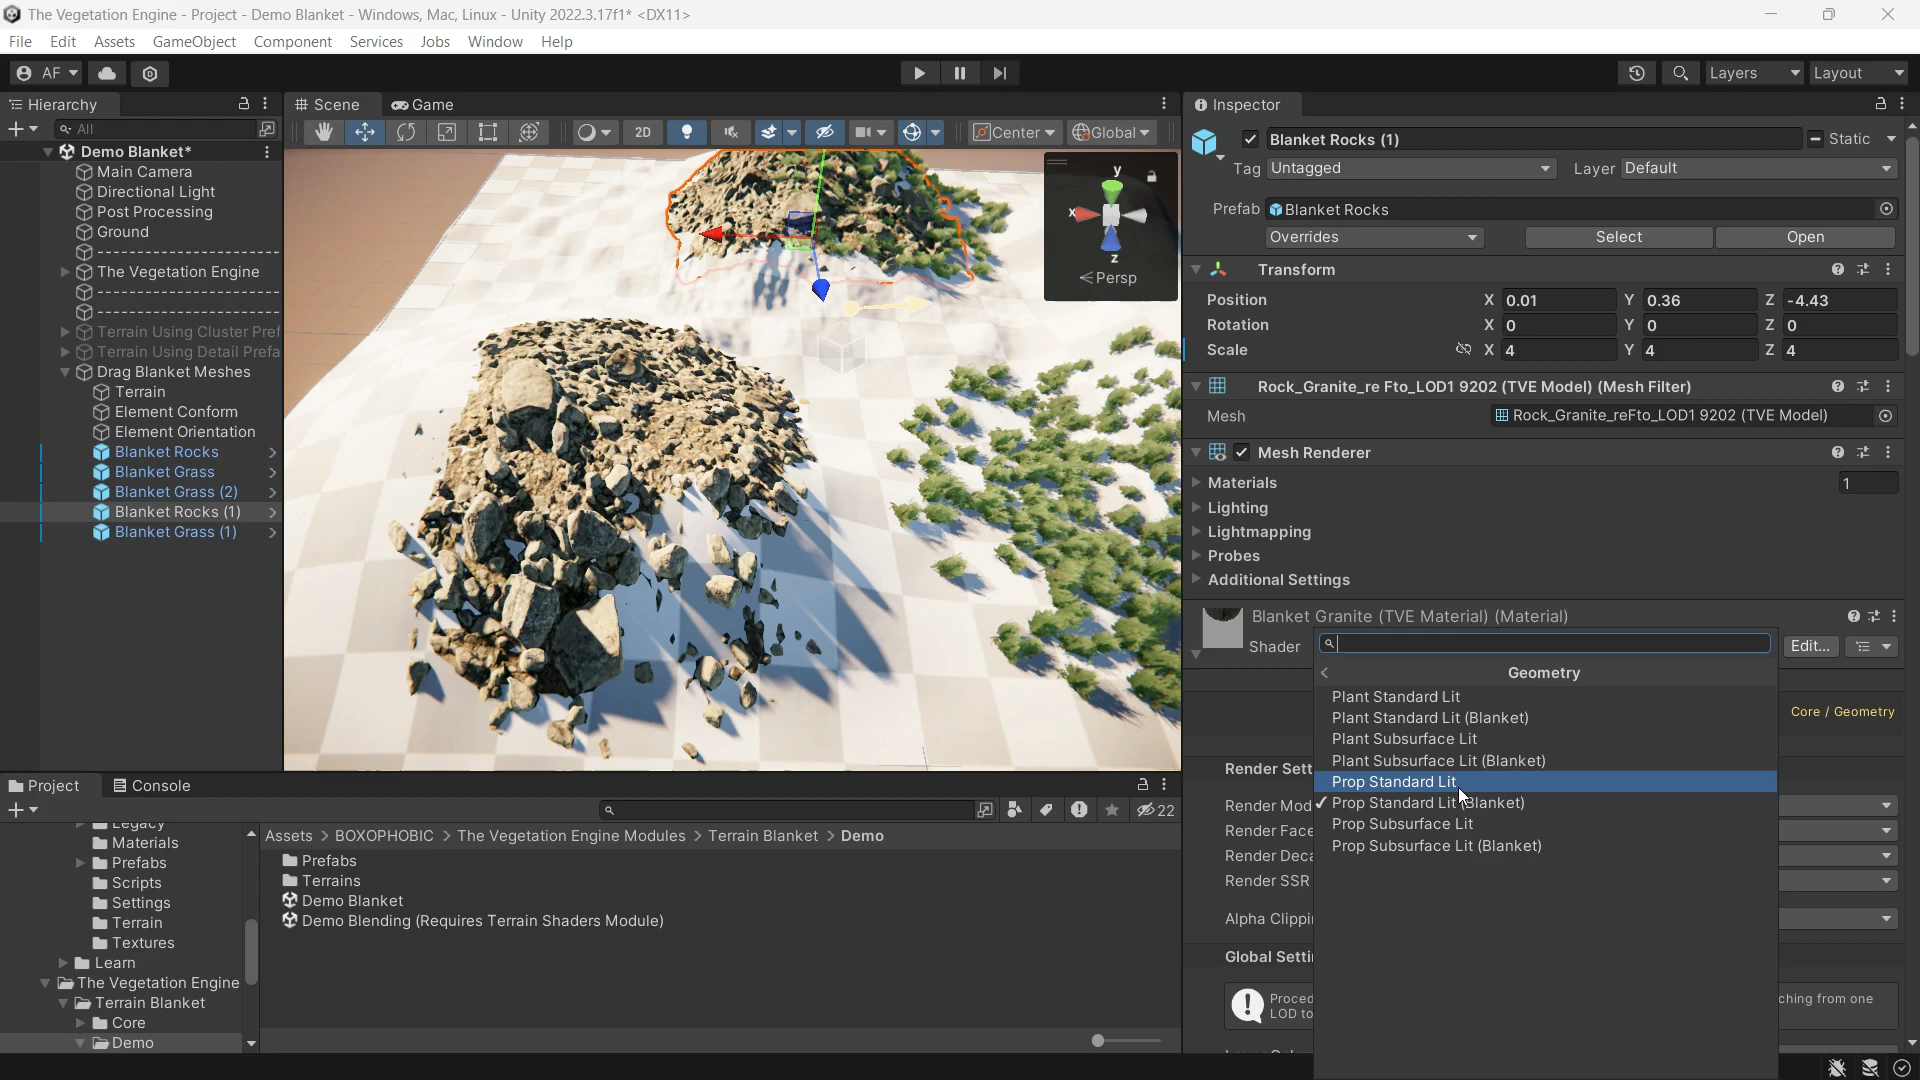 The Vegetation Engine - Project - Demo Blanket - Windows, Mac, Linux - Unity 2022.3.17f1* <DX11>
File Edit Assets GameObject Component Services Jobs Window Help
AF Layers Layout
Hierarchy
All
Demo Blanket*
Main Camera
Directional Light
Post Processing
Ground
------------------------
The Vegetation Engine
------------------------
------------------------
Terrain Using Cluster Pref
Terrain Using Detail Prefa
Drag Blanket Meshes
Terrain
Element Conform
Element Orientation
Blanket Rocks
Blanket Grass
Blanket Grass (2)
Blanket Rocks (1)
Blanket Grass (1)
Scene Game
2D Center Global
y
x
z
Persp
Inspector
Blanket Rocks (1) Static
Tag Untagged Layer Default
Prefab Blanket Rocks
Overrides Select Open
Transform
Position X 0.01 Y 0.36 Z -4.43
Rotation X 0 Y 0 Z 0
Scale X 4 Y 4 Z 4
Rock_Granite_re Fto_LOD1 9202 (TVE Model) (Mesh Filter)
Mesh Rock_Granite_reFto_LOD1 9202 (TVE Model)
Mesh Renderer
Materials 1
Lighting
Lightmapping
Probes
Additional Settings
Blanket Granite (TVE Material) (Material)
Shader Edit...
Geometry
Plant Standard Lit
Plant Standard Lit (Blanket)
Plant Subsurface Lit
Plant Subsurface Lit (Blanket)
Prop Standard Lit
Prop Standard Lit (Blanket)
Prop Subsurface Lit
Prop Subsurface Lit (Blanket)
Core / Geometry
Render Sett
Render Mod
Render Face
Render Deca
Render SSR
Alpha Clippi
Global Setti
Proced
LOD to
ching from one
Project Console
22
Legacy
Materials
Prefabs
Scripts
Settings
Terrain
Textures
Learn
The Vegetation Engine
Terrain Blanket
Core
Demo
Assets > BOXOPHOBIC > The Vegetation Engine Modules > Terrain Blanket > Demo
Prefabs
Terrains
Demo Blanket
Demo Blending (Requires Terrain Shaders Module)